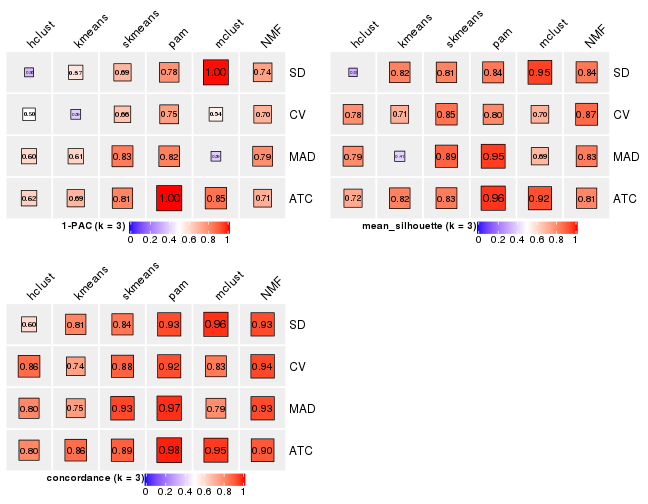 hclust kmeans skmeans pam mclust NMF
0.57 0.69 0.78 1.00 0.74 SD
0.50 0.66 0.75 0.54 0.70 CV
0.60 0.61 0.83 0.82 0.79 MAD
0.62 0.69 0.81 1.00 0.85 0.71 ATC
1-PAC (k = 3)
0 0.2 0.4 0.6 0.8 1
hclust kmeans skmeans pam mclust NMF
0.82 0.81 0.84 0.95 0.84 SD
0.78 0.71 0.85 0.80 0.70 0.87 CV
0.79 0.89 0.95 0.69 0.83 MAD
0.72 0.82 0.83 0.96 0.92 0.81 ATC
mean_silhouette (k = 3)
0 0.2 0.4 0.6 0.8 1
hclust kmeans skmeans pam mclust NMF
0.60 0.81 0.84 0.93 0.96 0.93 SD
0.86 0.74 0.88 0.92 0.83 0.94 CV
0.80 0.75 0.93 0.97 0.79 0.93 MAD
0.80 0.86 0.89 0.98 0.95 0.90 ATC
concordance (k = 3)
0 0.2 0.4 0.6 0.8 1